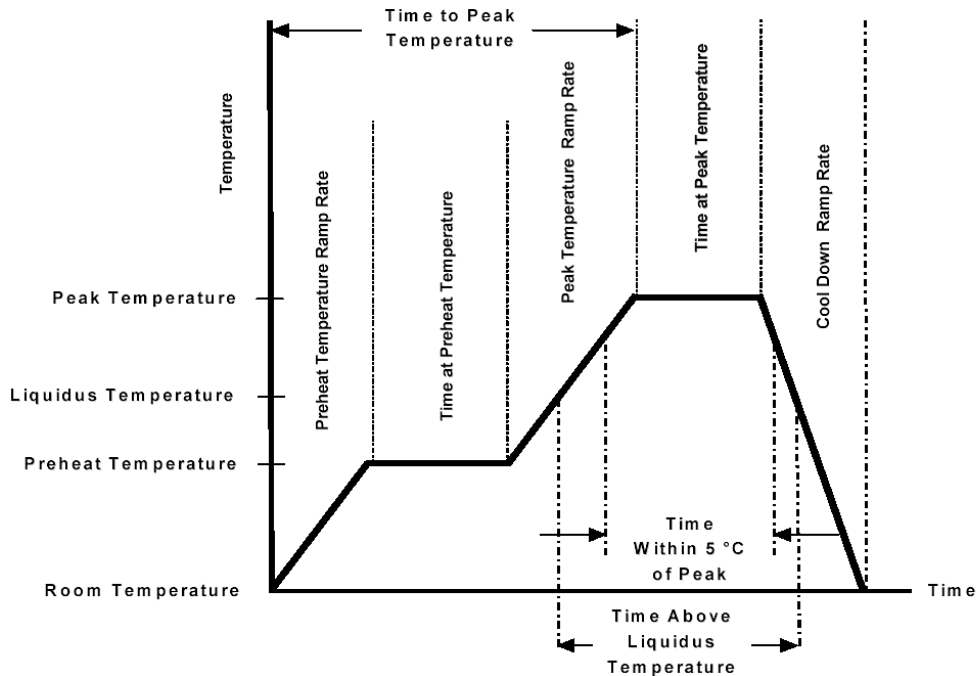 Time to Peak
Temperature
Temperature
Preheat Temperature Ramp Rate
Time at Preheat Temperature
Peak Temperature Ramp Rate
Time at Peak Temperature
Cool Down Ramp Rate
Peak Temperature
Liquidus Temperature
Preheat Temperature
Room Temperature
Time
Within 5 °C
of Peak
Time
Time Above
Liquidus
Temperature